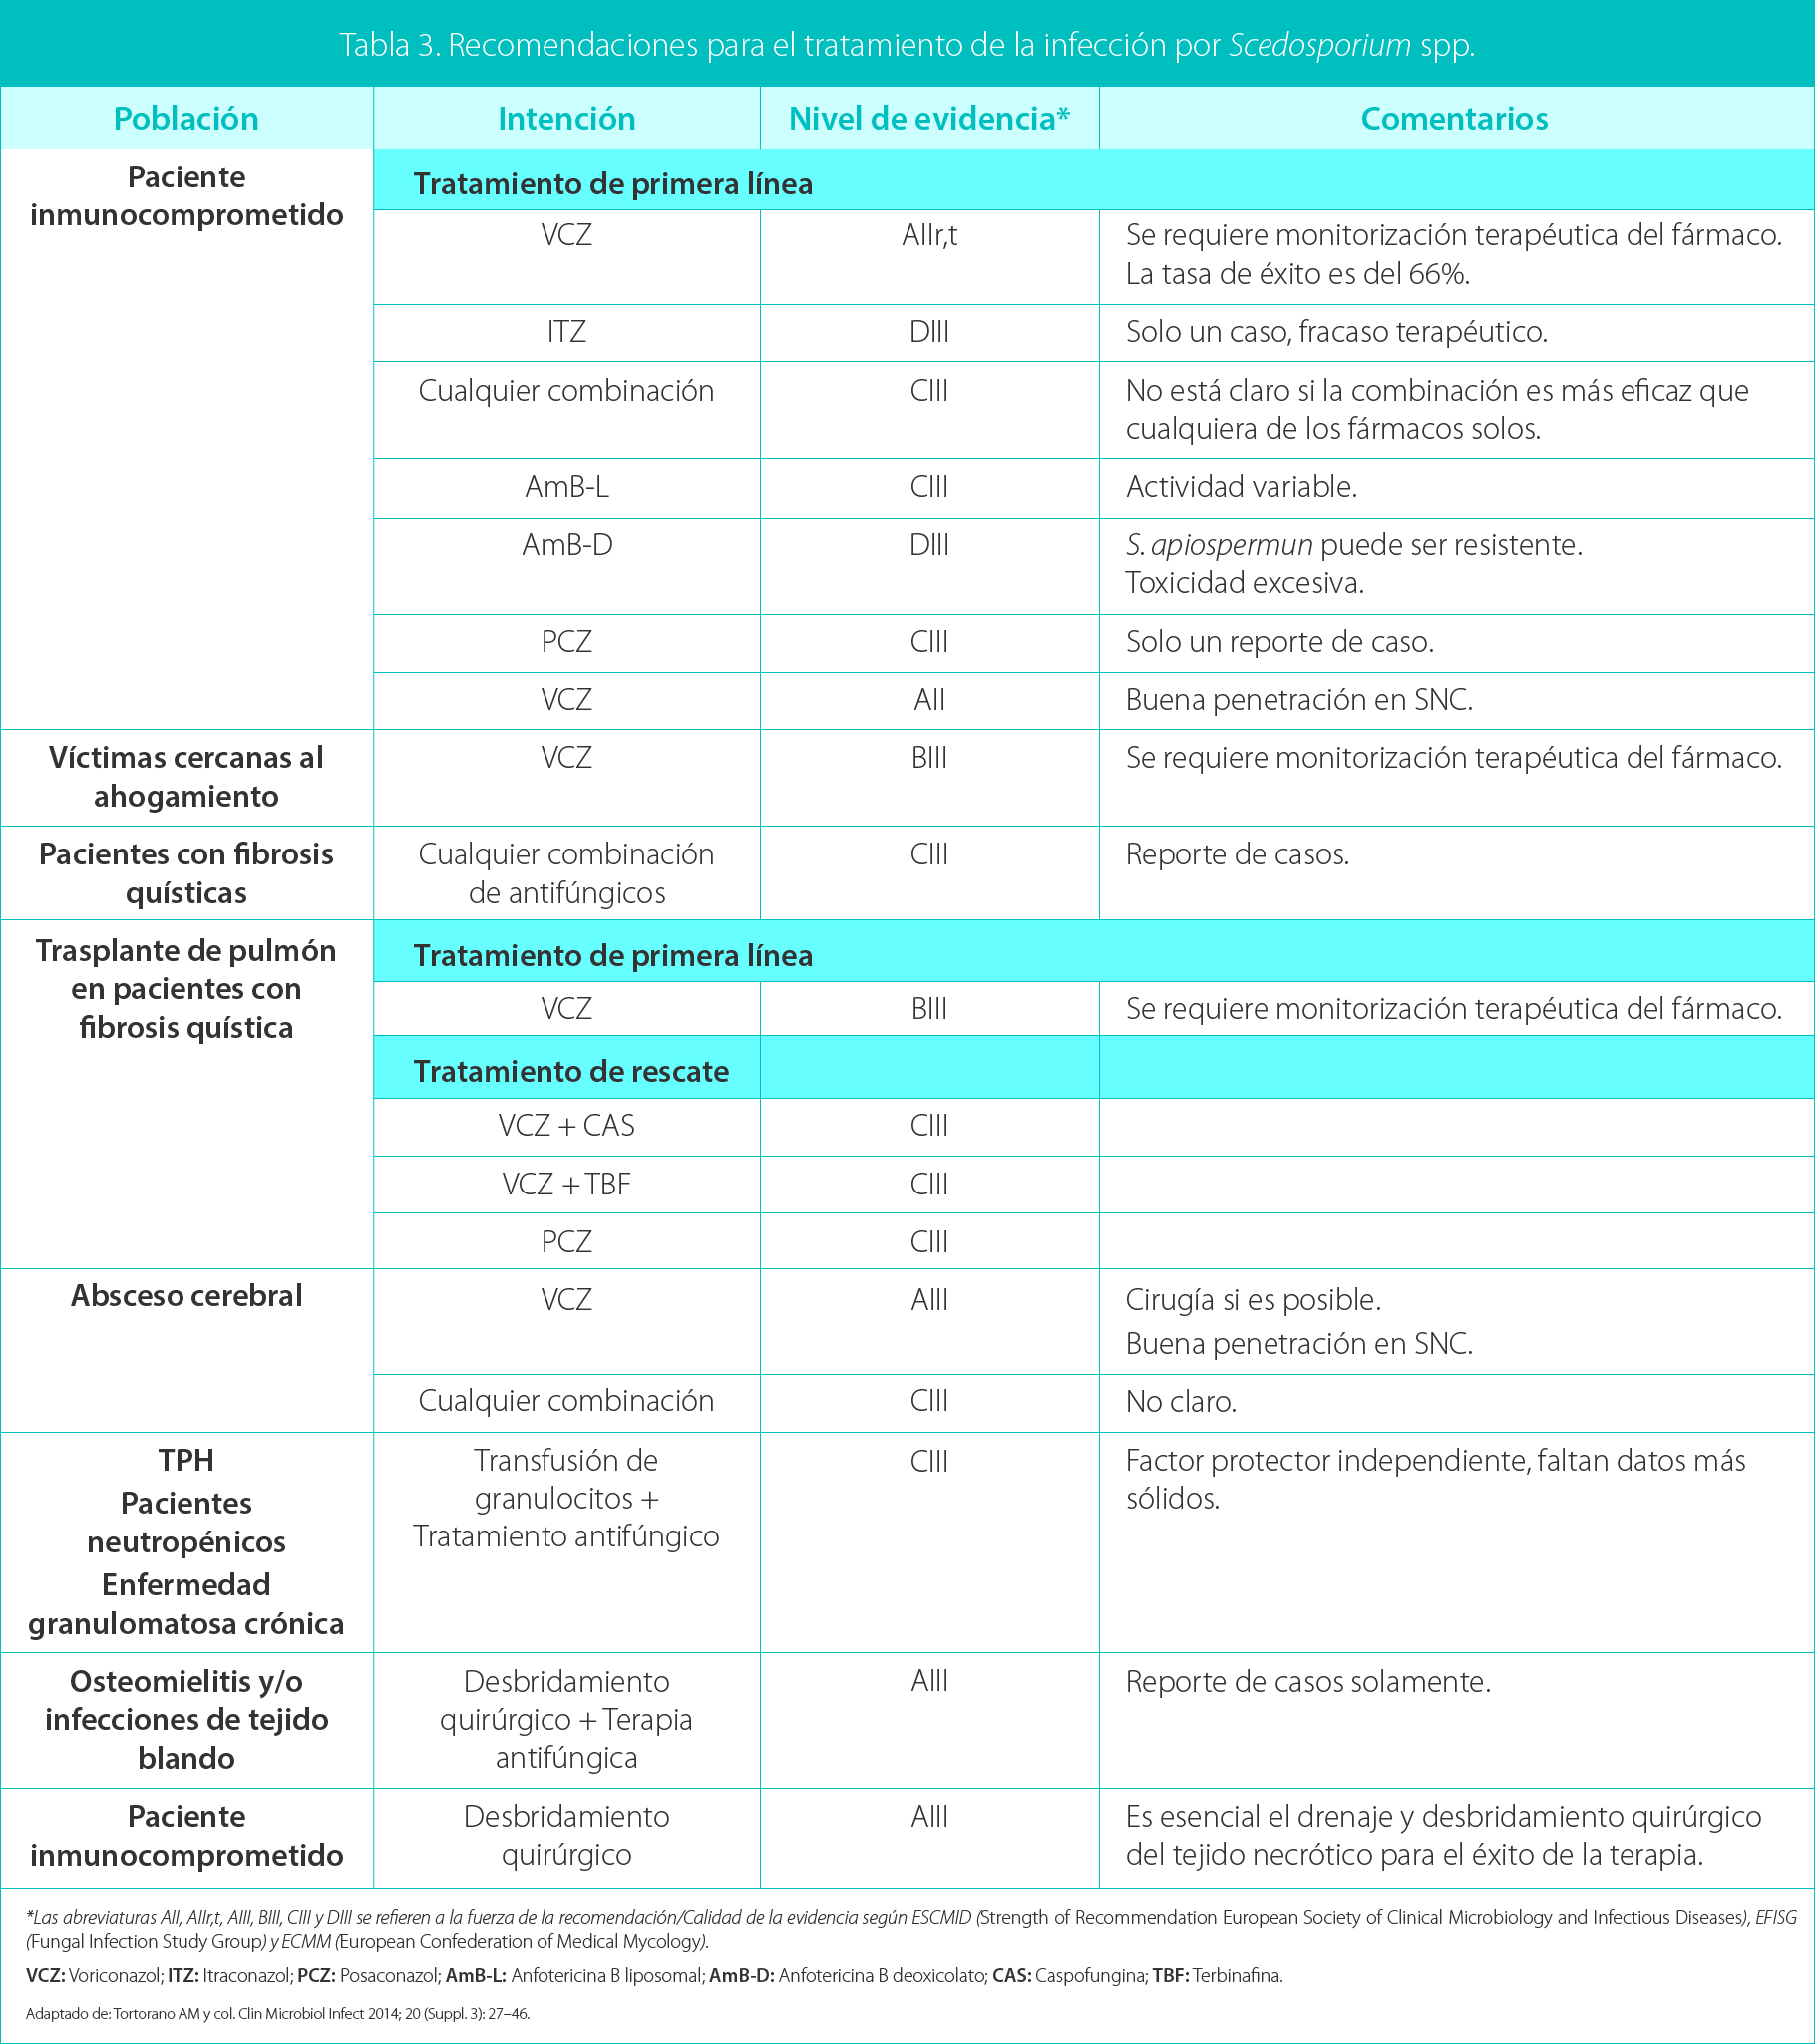 Tabla 3. Recomendaciones para el tratamiento de la infección por Scedosporium spp.
Población Intención Nivel de evidencia* Comentarios
Paciente
inmunocomprometido
Tratamiento de primera línea
VCZ AIIr,t Se requiere monitorización terapéutica del fármaco.
La tasa de éxito es del 66%.
ITZ DIII Solo un caso, fracaso terapéutico.
Cualquier combinación CIII No está claro si la combinación es más eficaz que
cualquiera de los fármacos solos.
AmB-L CIII Actividad variable.
AmB-D DIII S. apiospermun puede ser resistente.
Toxicidad excesiva.
PCZ CIII Solo un reporte de caso.
VCZ AII Buena penetración en SNC.
Víctimas cercanas al VCZ BIII Se requiere monitorización terapéutica del fármaco.
ahogamiento
Pacientes con fibrosis Cualquier combinación CIII Reporte de casos.
quísticas de antifúngicos
Trasplante de pulmón
en pacientes con
fibrosis quística
Tratamiento de primera línea
VCZ BIII Se requiere monitorización terapéutica del fármaco.
Tratamiento de rescate
VCZ + CAS CIII
VCZ + TBF CIII
PCZ CIII
Absceso cerebral VCZ AIII Cirugía si es posible.
Buena penetración en SNC.
Cualquier combinación CIII No claro.
TPH
Pacientes
neutropénicos
Enfermedad
granulomatosa crónica
Transfusión de
granulocitos +
Tratamiento antifúngico
CIII
Factor protector independiente, faltan datos más
sólidos.
Osteomielitis y/o
infecciones de tejido
blando
Desbridamiento
quirúrgico + Terapia
antifúngica
AIII
Reporte de casos solamente.
Paciente
inmunocomprometido
Desbridamiento
quirúrgico
AIII
Es esencial el drenaje y desbridamiento quirúrgico
del tejido necrótico para el éxito de la terapia.
*Las abreviaturas AII, AIIr,t, AIII, BIII, CIII y DIII se refieren a la fuerza de la recomendación/Calidad de la evidencia según ESCMID (Strength of Recommendation European Society of Clinical Microbiology and Infectious Diseases), EFISG
(Fungal Infection Study Group) y ECMM (European Confederation of Medical Mycology).
VCZ: Voriconazol; ITZ: Itraconazol; PCZ: Posaconazol; AmB-L: Anfotericina B liposomal; AmB-D: Anfotericina B deoxicolato; CAS: Caspofungina; TBF: Terbinafina.
Adaptado de: Tortorano AM y col. Clin Microbiol Infect 2014; 20 (Suppl. 3): 27–46.